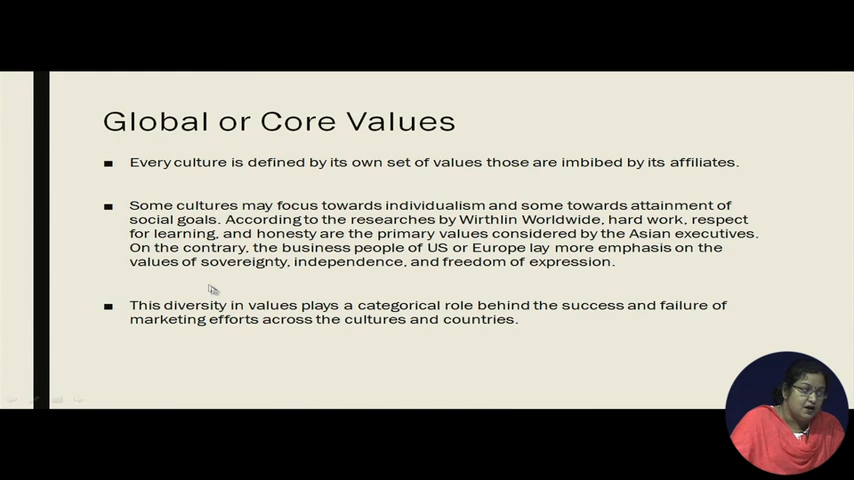 Global or Core Values
Every culture is defined by its own set of values those are imbibed by its affiliates.
Some cultures may focus towards individualism and some towards attainment of
social goals. According to the researches by Wirthlin Worldwide, hard work, respect
for learning, and honesty are the primary values considered by the Asian executives.
On the contrary, the business people of US or Europe lay more emphasis on the
values of sovereignty, independence, and freedom of expression.
This diversity in values plays a categorical role behind the success and failure of
marketing efforts across the cultures and countries.